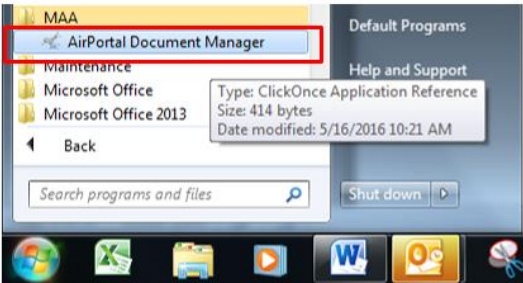 MAA
AirPortal Document Manager
Maintenance
Microsoft Office
Microsoft Office 2013
Back
Search programs and files
Default Programs
Help and Support
Type: ClickOnce Application Reference
Size: 414 bytes
Date modified: 5/16/2016 10:21 AM
Shut down